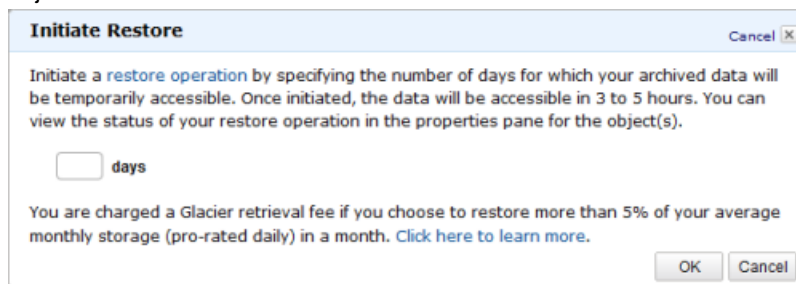 Initiate Restore
Cancel
Initiate a restore operation by specifying the number of days for which your archived data will
be temporarily accessible. Once initiated, the data will be accessible in 3 to 5 hours. You can
view the status of your restore operation in the properties pane for the object(s).
days
You are charged a Glacier retrieval fee if you choose to restore more than 5% of your average
monthly storage (pro-rated daily) in a month. Click here to learn more.
OK Cancel